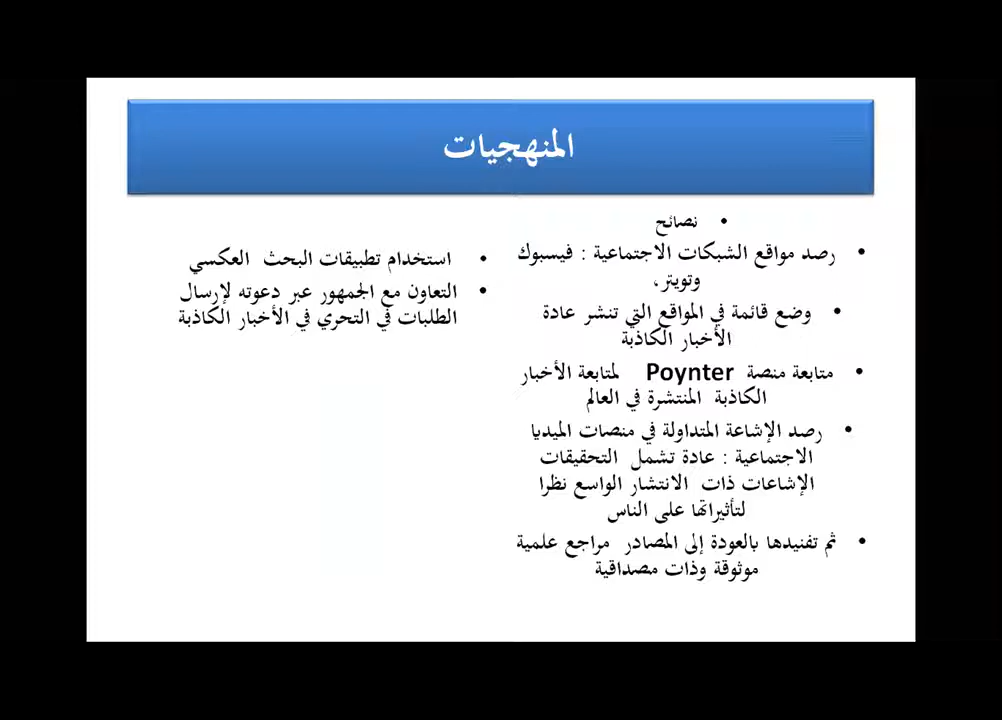 المنهجيات
• نصائح
• رصد مواقع الشبكات الاجتماعية : فيسبوك
وتويتر،
• وضع قائمة في المواقع التي تنشر عادة
الأخبار الكاذبة
• متابعة منصة Poynter لمتابعة الأخبار
الكاذبة المنتشرة في العالم
• رصد الإشاعة المتداولة في منصات الميديا
الاجتماعية : عادة تشمل التحقيقات
الإشاعات ذات الانتشار الواسع نظرا
لتأثيراتها على الناس
• ثم تفنيدها بالعودة إلى المصادر مراجع علمية
موثوقة وذات مصداقية
• استخدام تطبيقات البحث العكسي
• التعاون مع الجمهور عبر دعوته لإرسال
الطلبات في التحري في الأخبار الكاذبة